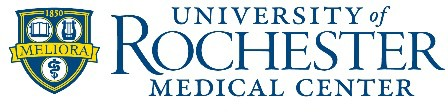 1850
MELIORA
UNIVERSITY of
ROCHESTER
MEDICAL CENTER